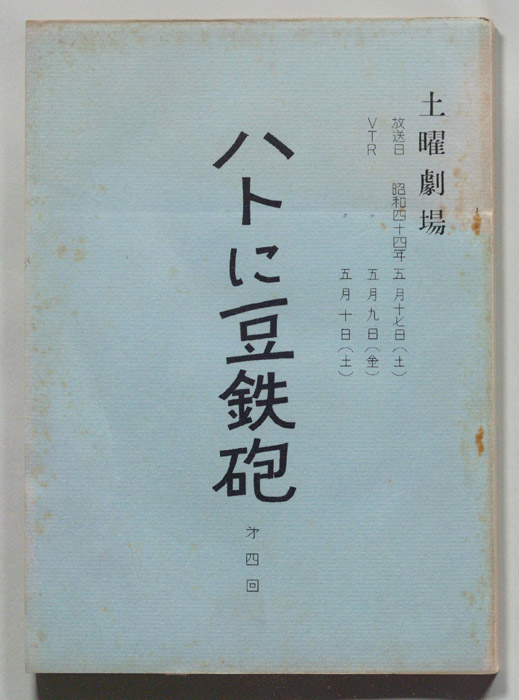 土曜劇場
放送日 昭和四十四年 五月十七日(土)
VTR 五月九日(金)
五月十日(土)
ハトに豆鉄砲
才四回